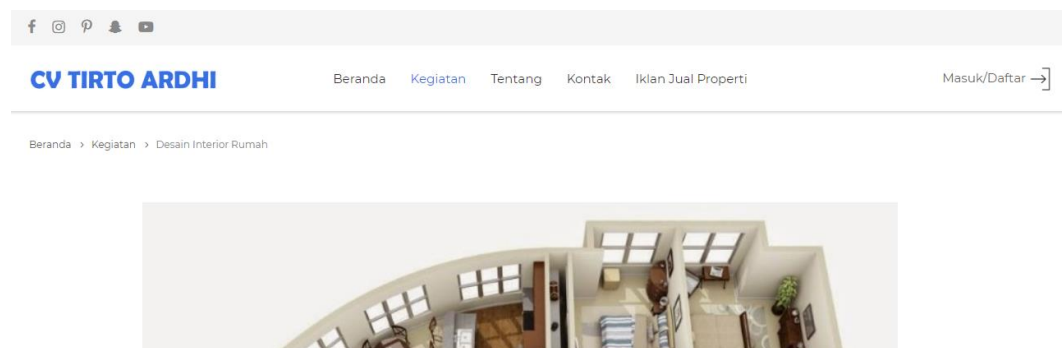 CV TIRTO ARDHI
Beranda Kegiatan Tentang Kontak Iklan Jual Properti
Masuk/Daftar
Beranda > Kegiatan > Desain Interior Rumah